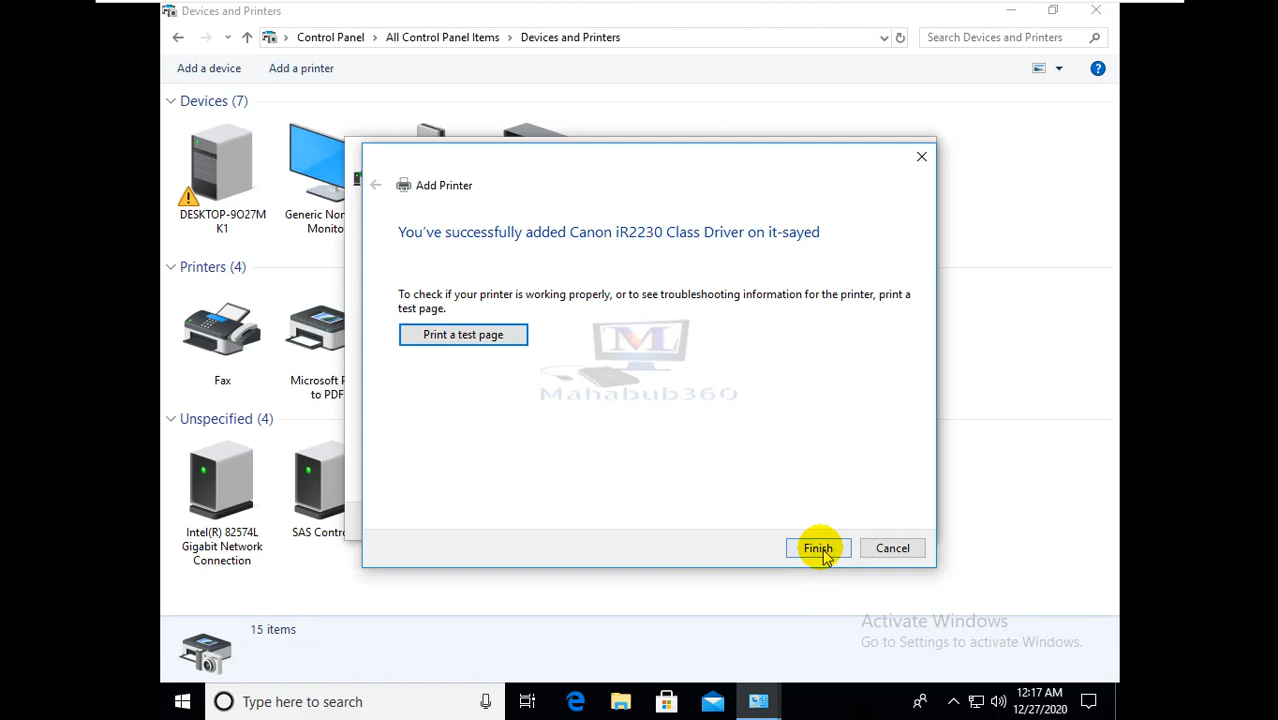 Devices and Printers
Control Panel > All Control Panel Items > Devices and Printers
Search Devices and Printers
Add a device
Add a printer
Devices (7)
DESKTOP-9O27M
K1
Generic Non
Monito
Printers (4)
Fax
Microsoft P
to PDF
Unspecified (4)
Intel(R) 82574L
Gigabit Network
Connection
SAS Contr
Add Printer
You've successfully added Canon iR2230 Class Driver on it-sayed
To check if your printer is working properly, or to see troubleshooting information for the printer, print a
test page.
Print a test page
Mahabub360
Finish
Cancel
15 items
Activate Windows
Go to Settings to activate Windows.
Type here to search
12:17 AM
12/27/2020